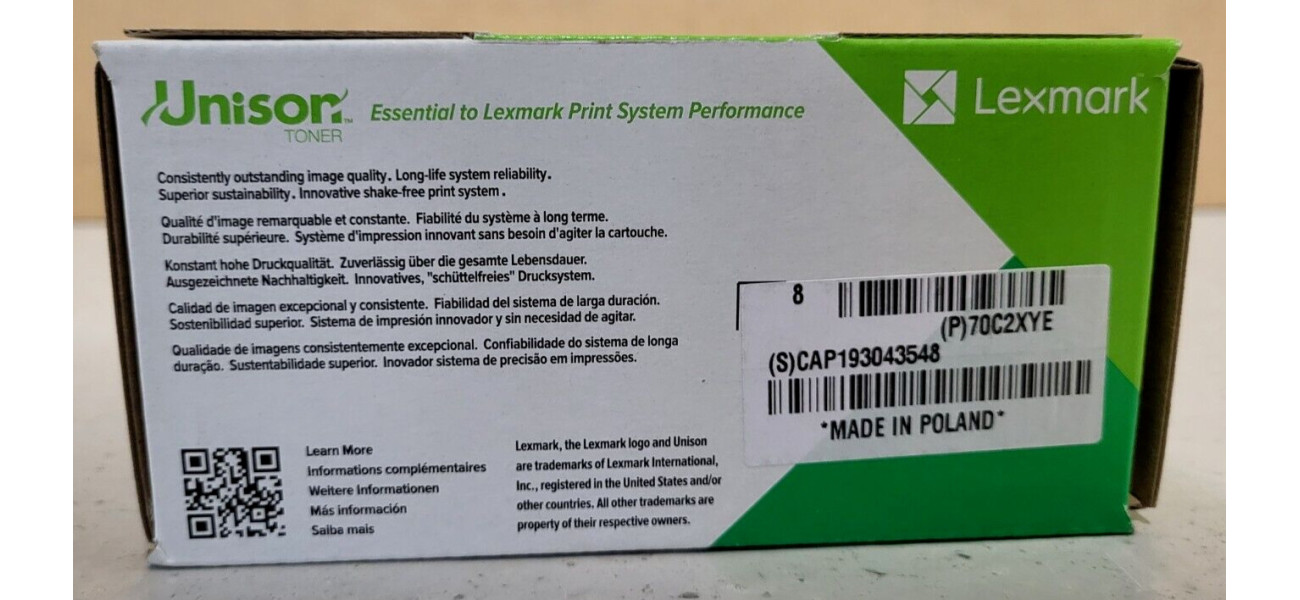 Unison™
TONER
Essential to Lexmark Print System Performance
Lexmark
Consistently outstanding image quality. Long-life system reliability.
Superior sustainability. Innovative shake-free print system.
Qualité d'image remarquable et constante. Fiabilité du système à long terme.
Durabilité supérieure. Système d'impression innovant sans besoin d'agiter la cartouche.
Konstant hohe Druckqualität. Zuverlässig über die gesamte Lebensdauer.
Ausgezeichnete Nachhaltigkeit. Innovatives, "schüttelfreies" Drucksystem.
Calidad de imagen excepcional y consistente. Fiabilidad del sistema de larga duración.
Sostenibilidad superior. Sistema de impresión innovador y sin necesidad de agitar.
Qualidade de imagens consistentemente excepcional. Confiabilidade do sistema de longa
duração. Sustentabilidade superior. Inovador sistema de precisão em impressões.
8
(P)70C2XYE
(S)CAP193043548
*MADE IN POLAND*
Learn More
Informations complémentaires
Weitere Informationen
Más información
Saiba mais
Lexmark, the Lexmark logo and Unison
are trademarks of Lexmark International,
Inc., registered in the United States and/or
other countries. All other trademarks are
property of their respective owners.